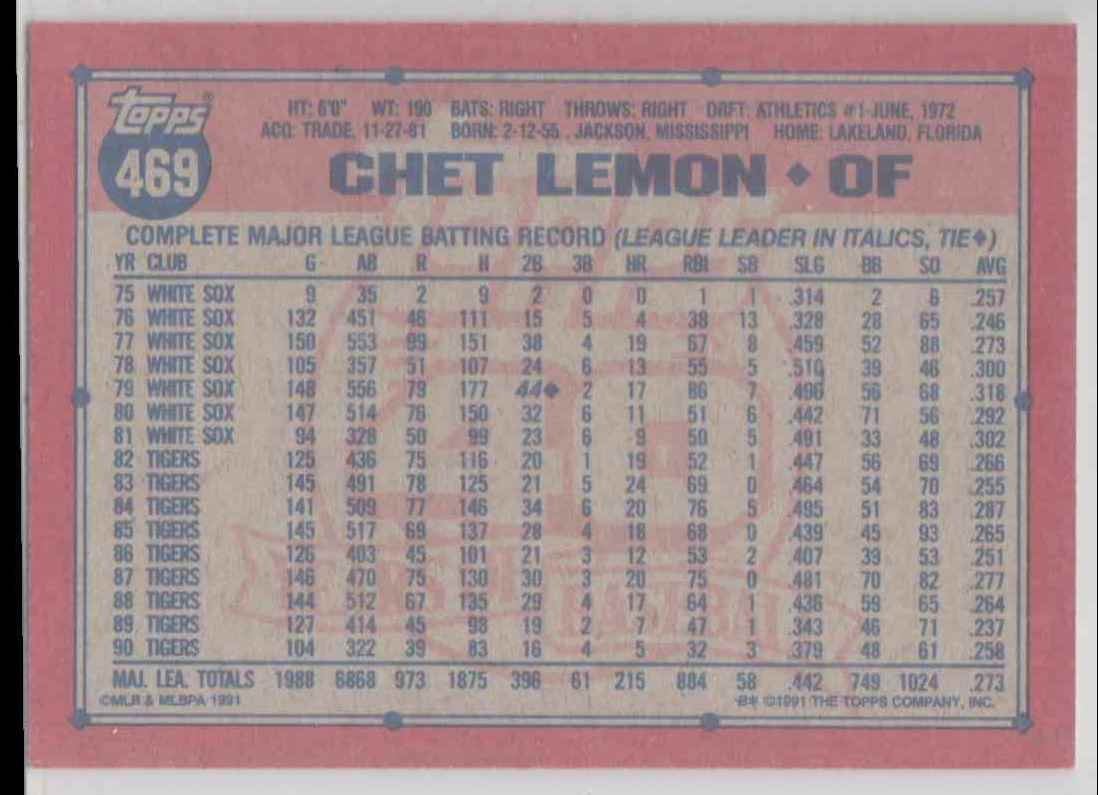 topps®
469
HT: 6'0" WT: 190 BATS: RIGHT THROWS: RIGHT DRFT: ATHLETICS #1-JUNE, 1972
ACQ: TRADE, 11-27-81 BORN: 2-12-55, JACKSON, MISSISSIPPI HOME: LAKELAND, FLORIDA
CHET LEMON ♦ OF
COMPLETE MAJOR LEAGUE BATTING RECORD (LEAGUE LEADER IN ITALICS, TIE♦)
YR CLUB G AB R H 2B 3B HR RBI SB SLG BB SO AVG
75 WHITE SOX 9 35 2 9 2 0 0 1 1 .314 2 6 .257
76 WHITE SOX 132 451 46 111 15 5 4 38 13 .328 28 65 .246
77 WHITE SOX 150 553 99 151 38 4 19 67 8 .459 52 88 .273
78 WHITE SOX 105 357 51 107 24 6 13 55 5 .510 39 46 .300
79 WHITE SOX 148 556 79 177 44♦ 2 17 86 7 .496 56 68 .318
80 WHITE SOX 147 514 76 150 32 6 11 51 6 .442 71 56 .292
81 WHITE SOX 94 328 50 99 23 6 9 50 5 .491 33 48 .302
82 TIGERS 125 436 75 116 20 1 19 52 1 .447 56 69 .266
83 TIGERS 145 491 78 125 21 5 24 69 0 .464 54 70 .255
84 TIGERS 141 509 77 146 34 6 20 76 5 .495 51 83 .287
85 TIGERS 145 517 69 137 28 4 18 68 0 .439 45 93 .265
86 TIGERS 126 403 45 101 21 3 12 53 2 .407 39 53 .251
87 TIGERS 146 470 75 130 30 3 20 75 0 .481 70 82 .277
88 TIGERS 144 512 67 135 29 4 17 64 1 .436 59 65 .264
89 TIGERS 127 414 45 98 19 2 7 47 1 .343 46 71 .237
90 TIGERS 104 322 39 83 16 4 5 32 3 .379 48 61 .258
MAJ. LEA. TOTALS 1988 6868 973 1875 396 61 215 884 58 .442 749 1024 .273
©MLB & MLBPA 1991 B* ©1991 THE TOPPS COMPANY, INC.